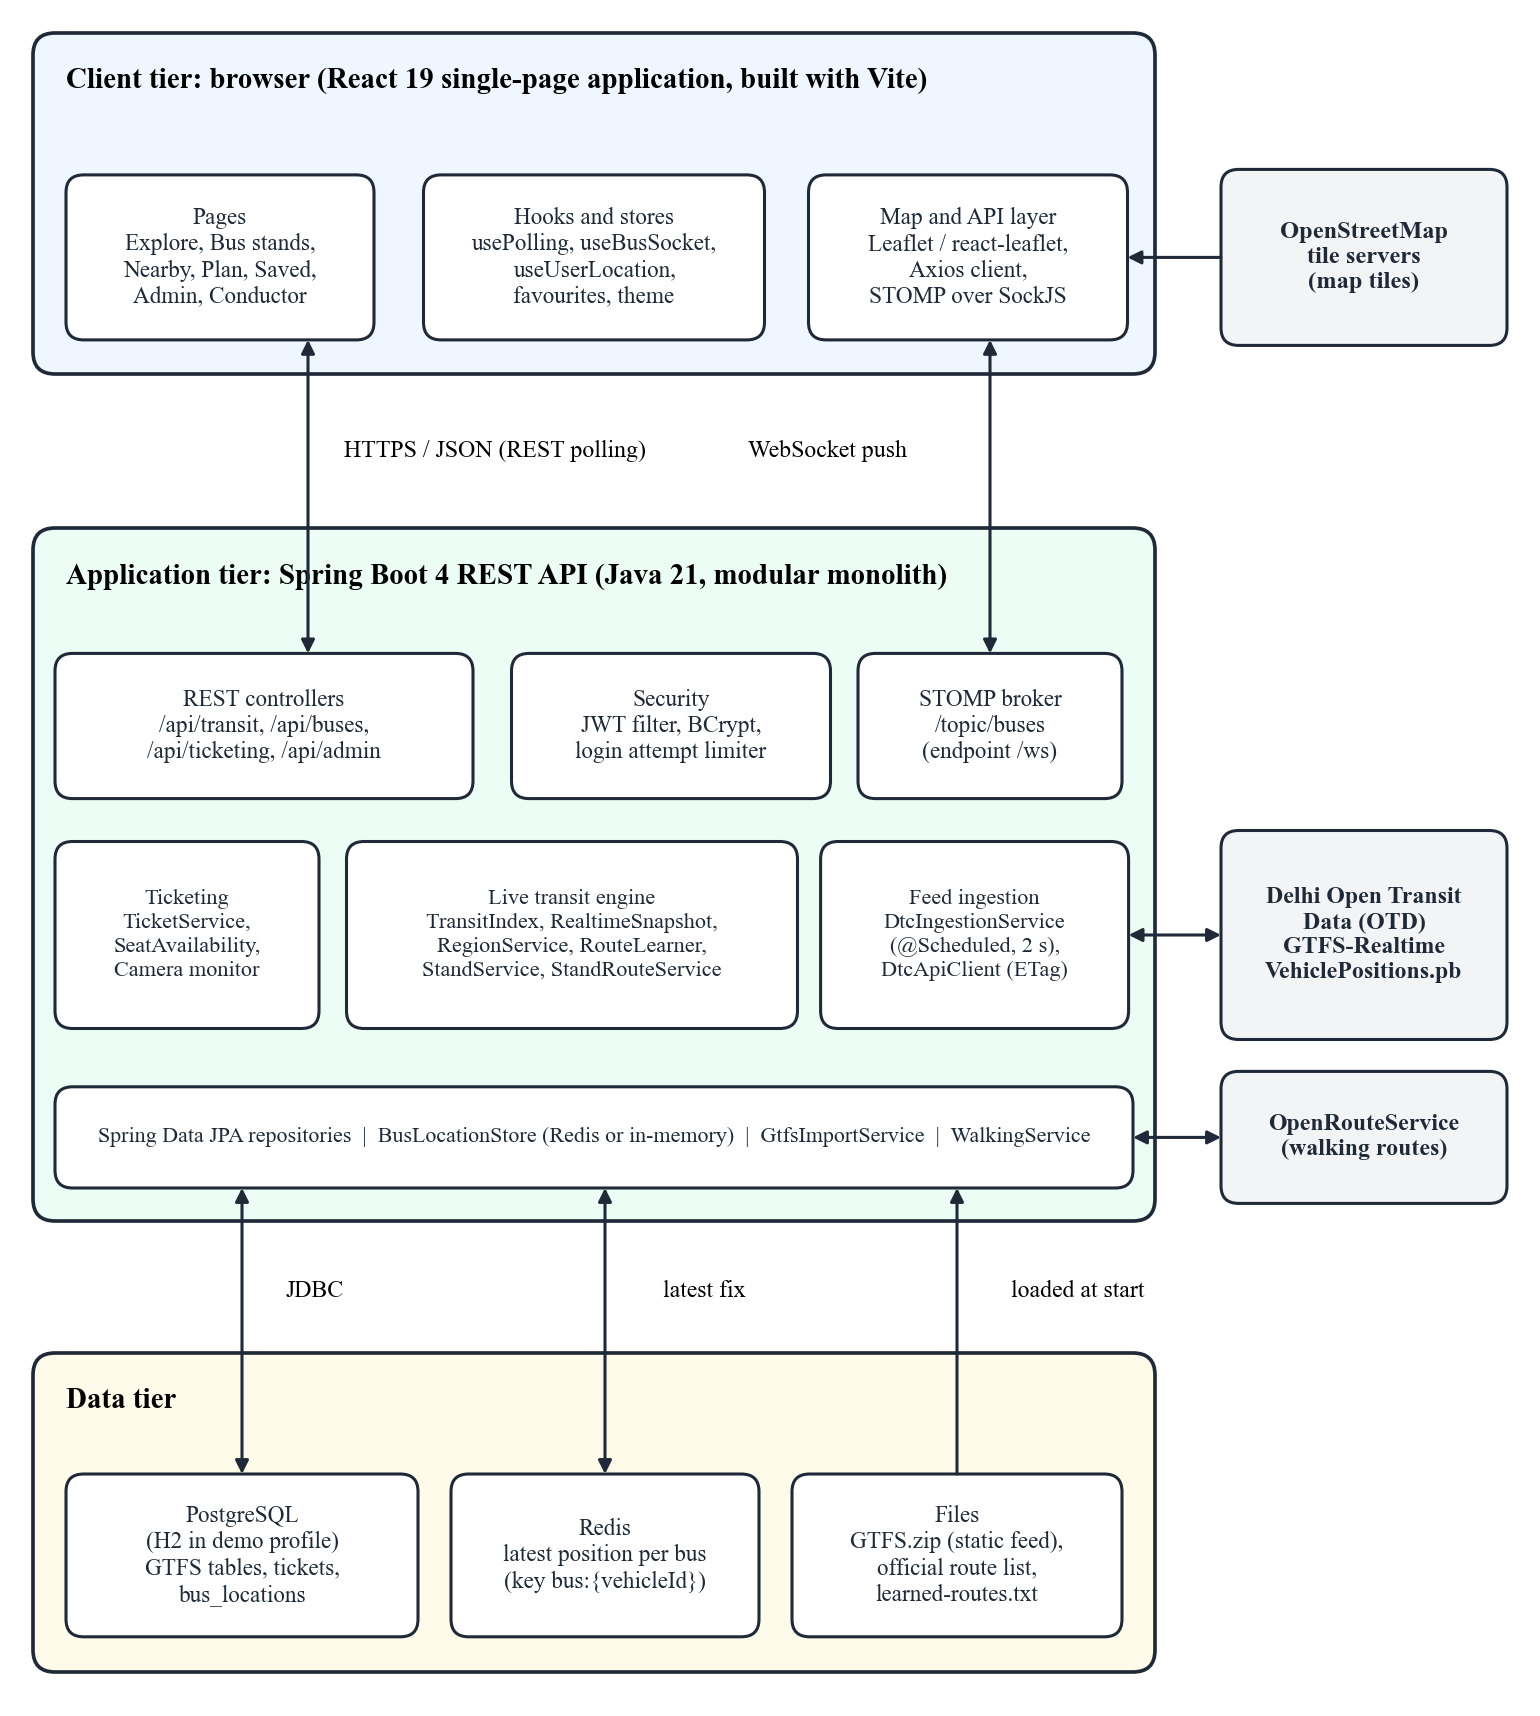 Client tier: browser (React 19 single-page application, built with Vite)
Pages
Explore, Bus stands,
Nearby, Plan, Saved,
Admin, Conductor
Hooks and stores
usePolling, useBusSocket,
useUserLocation,
favourites, theme
Map and API layer
Leaflet / react-leaflet,
Axios client,
STOMP over SockJS
OpenStreetMap
tile servers
(map tiles)
HTTPS / JSON (REST polling)
WebSocket push
Application tier: Spring Boot 4 REST API (Java 21, modular monolith)
REST controllers
/api/transit, /api/buses,
/api/ticketing, /api/admin
Security
JWT filter, BCrypt,
login attempt limiter
STOMP broker
/topic/buses
(endpoint /ws)
Ticketing
TicketService,
SeatAvailability,
Camera monitor
Live transit engine
TransitIndex, RealtimeSnapshot,
RegionService, RouteLearner,
StandService, StandRouteService
Feed ingestion
DtcIngestionService
(@Scheduled, 2 s),
DtcApiClient (ETag)
Delhi Open Transit
Data (OTD)
GTFS-Realtime
VehiclePositions.pb
Spring Data JPA repositories | BusLocationStore (Redis or in-memory) | GtfsImportService | WalkingService
OpenRouteService
(walking routes)
JDBC
latest fix
loaded at start
Data tier
PostgreSQL
(H2 in demo profile)
GTFS tables, tickets,
bus_locations
Redis
latest position per bus
(key bus:{vehicleId})
Files
GTFS.zip (static feed),
official route list,
learned-routes.txt